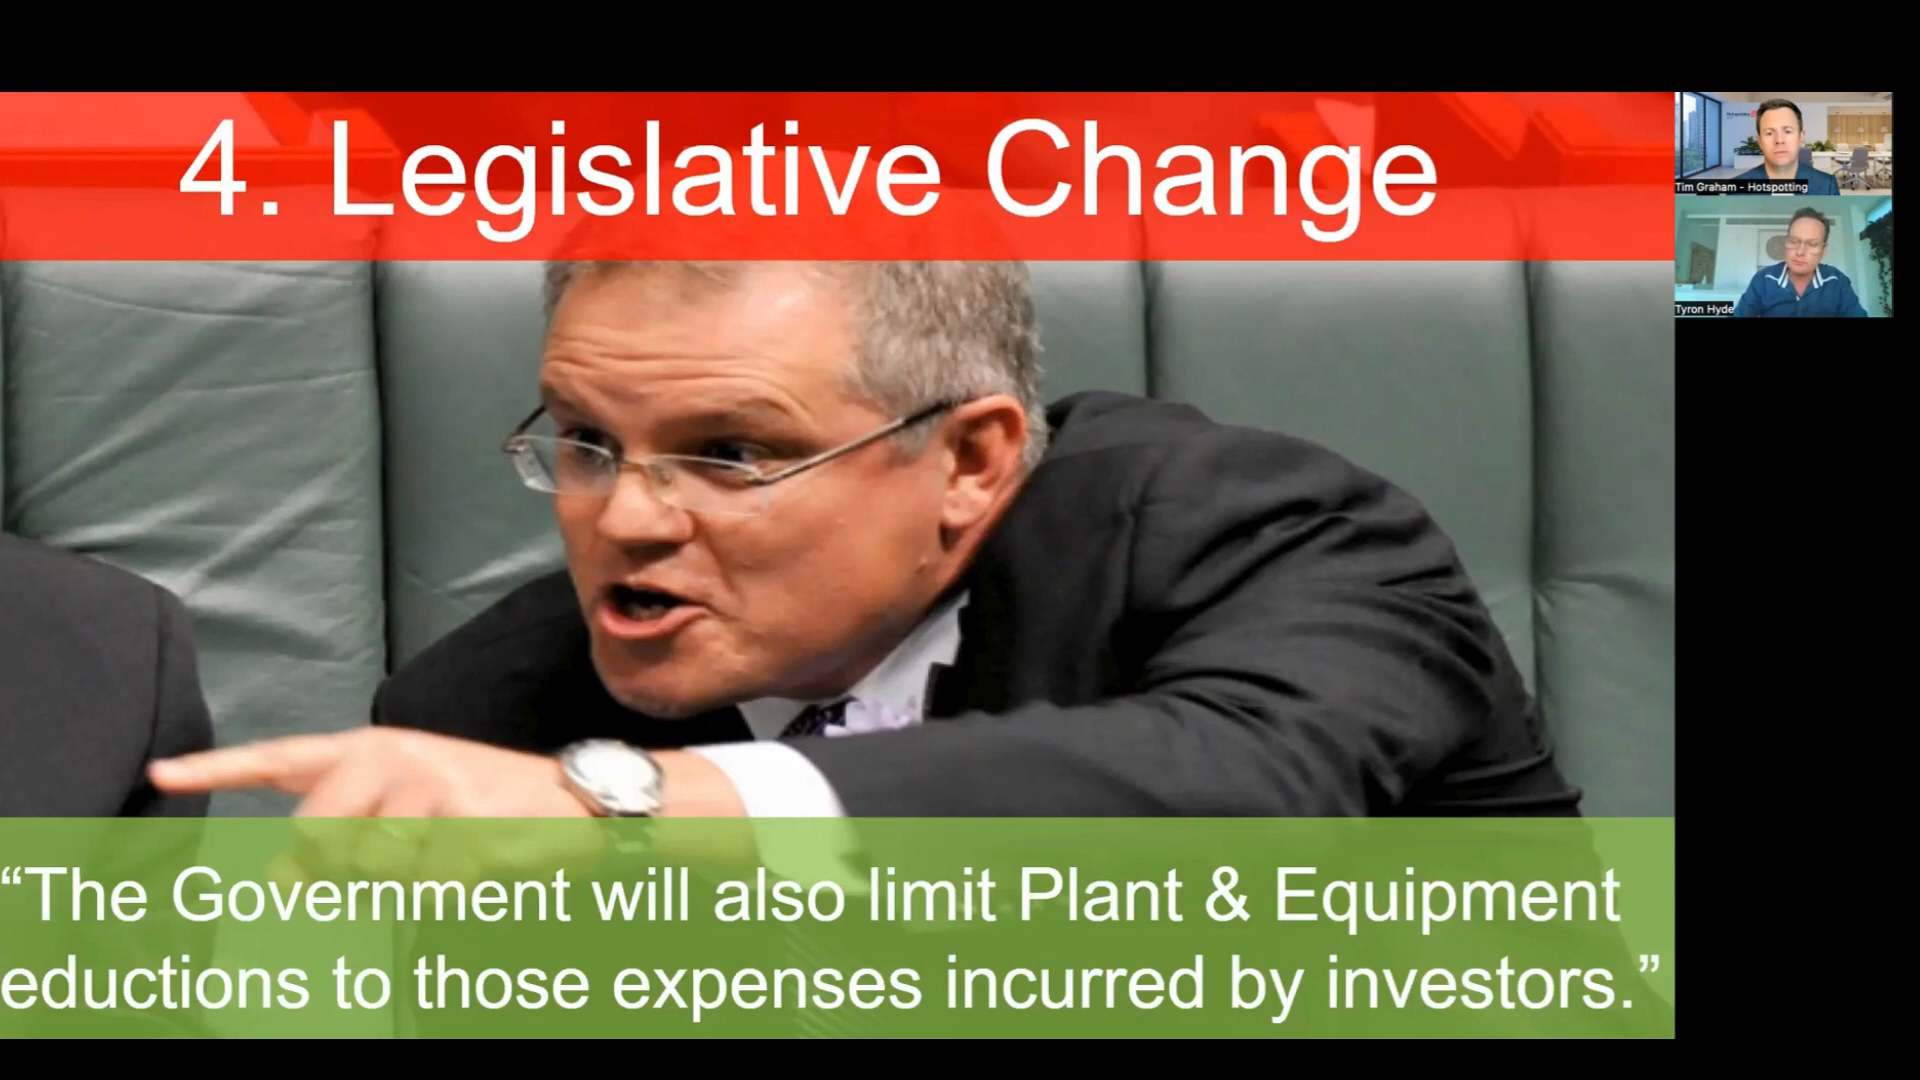 4. Legislative Change
“The Government will also limit Plant & Equipment
eductions to those expenses incurred by investors.”
Tim Graham - Hotspotting
Tyron Hyde